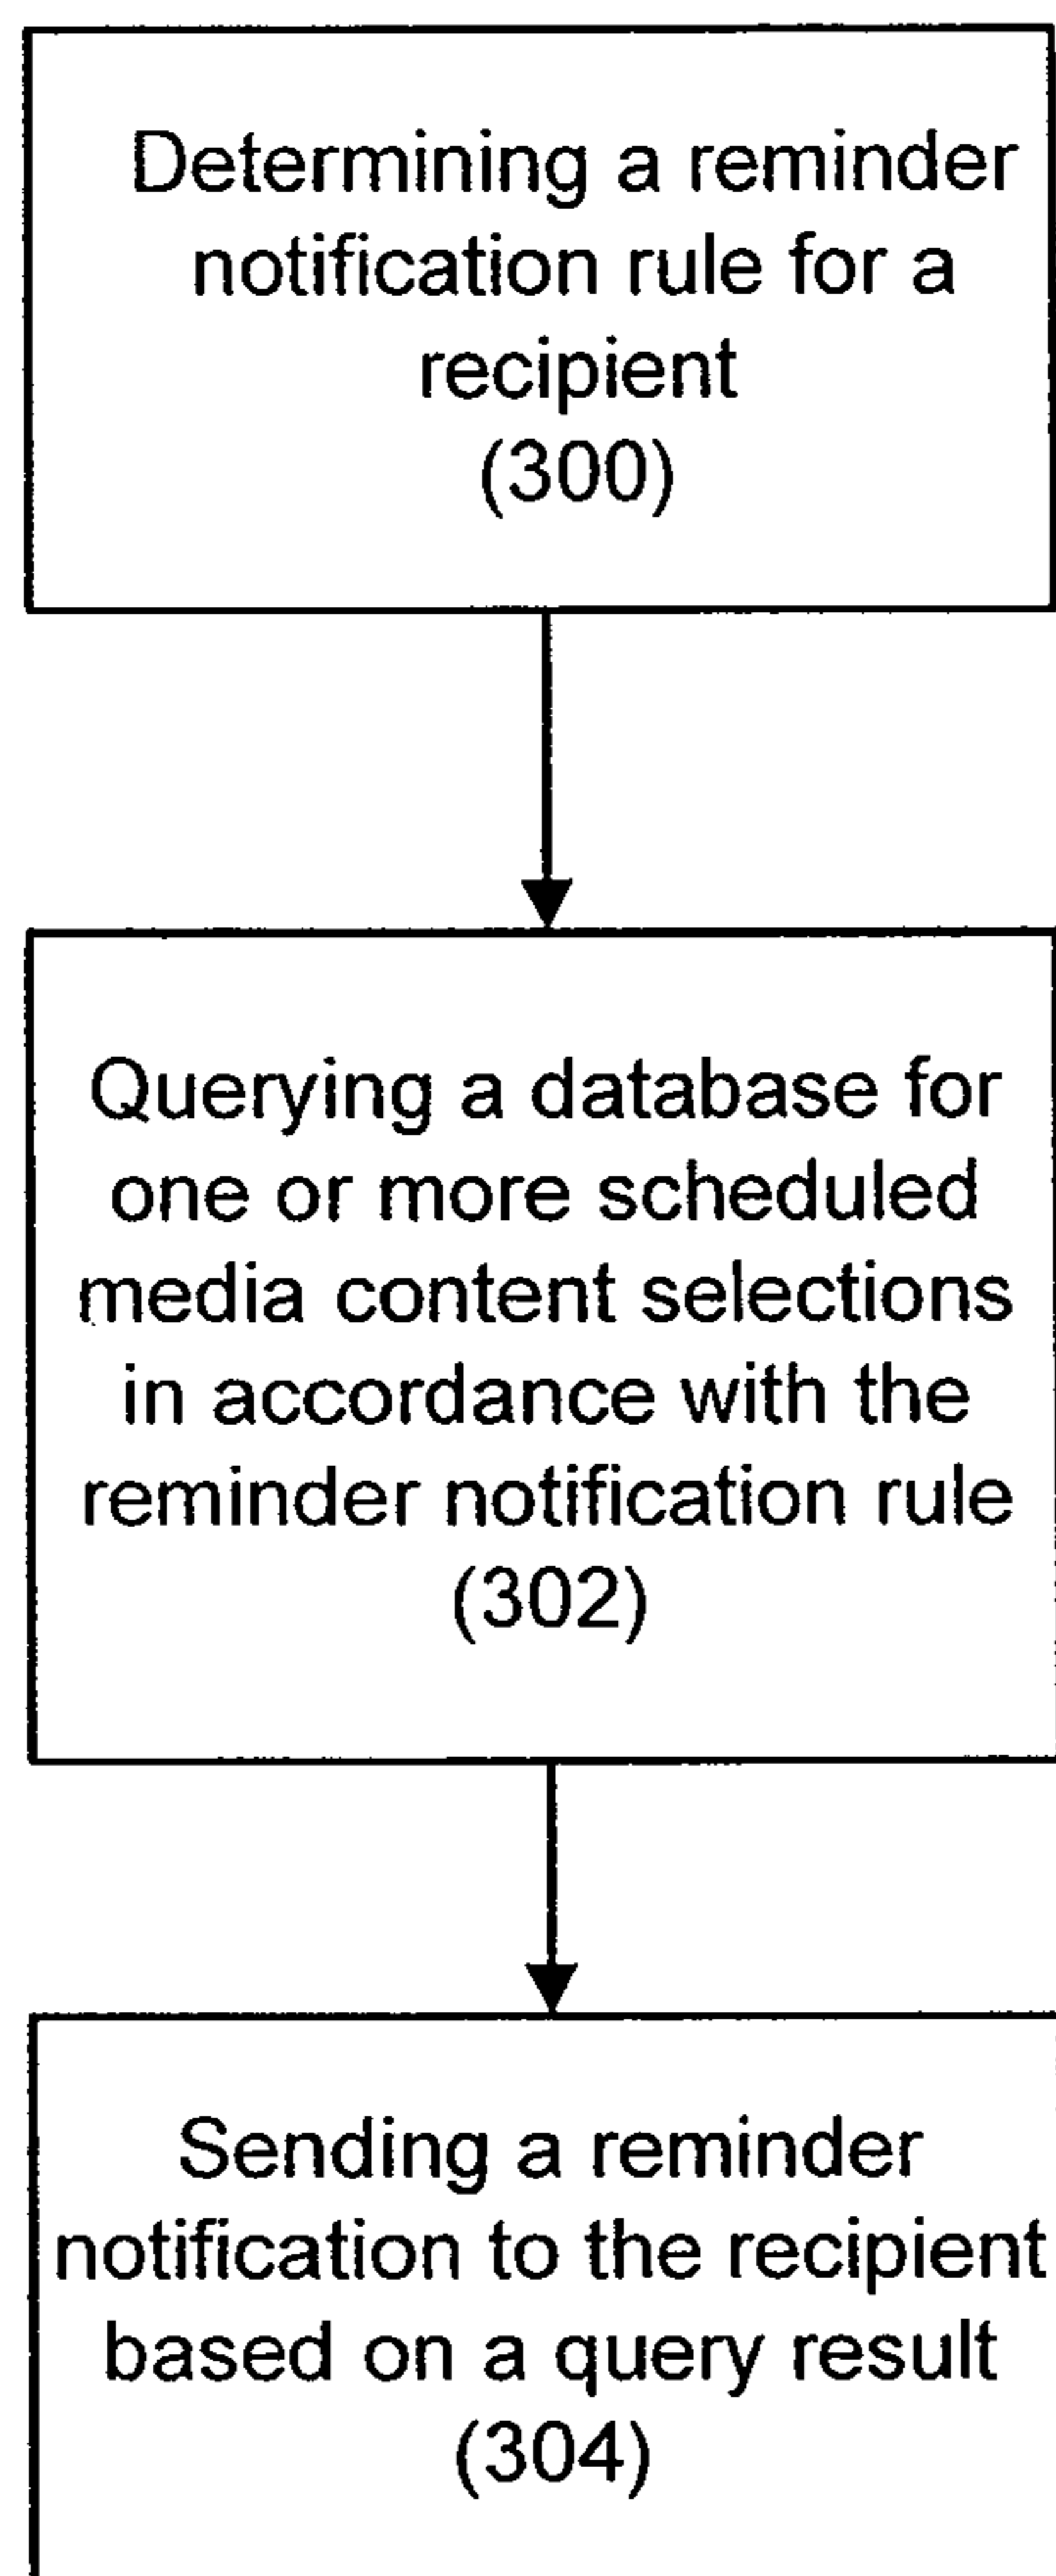 Determining a reminder
notification rule for a
recipient
(300)
Querying a database for
one or more scheduled
media content selections
in accordance with the
reminder notification rule
(302)
Sending a reminder
notification to the recipient
based on a query result
(304)